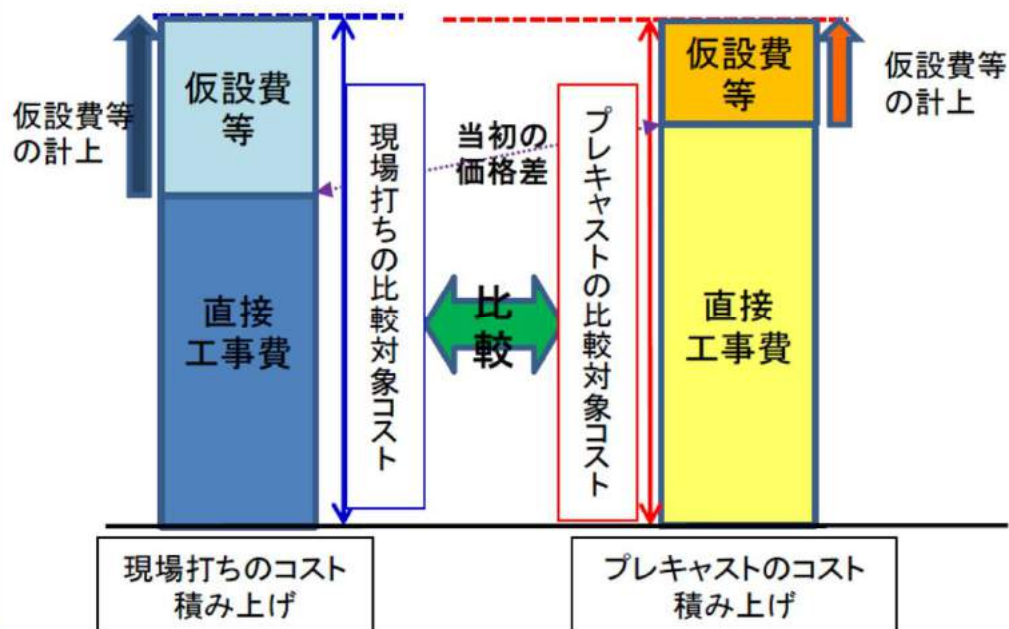 仮設費等
の計上
仮設費
等
直接
工事費
現場打ちの比較対象コスト
当初の
価格差
比
較
プレキャストの比較対象コスト
仮設費
等
直接
工事費
仮設費等
の計上
現場打ちのコスト
積み上げ
プレキャストのコスト
積み上げ